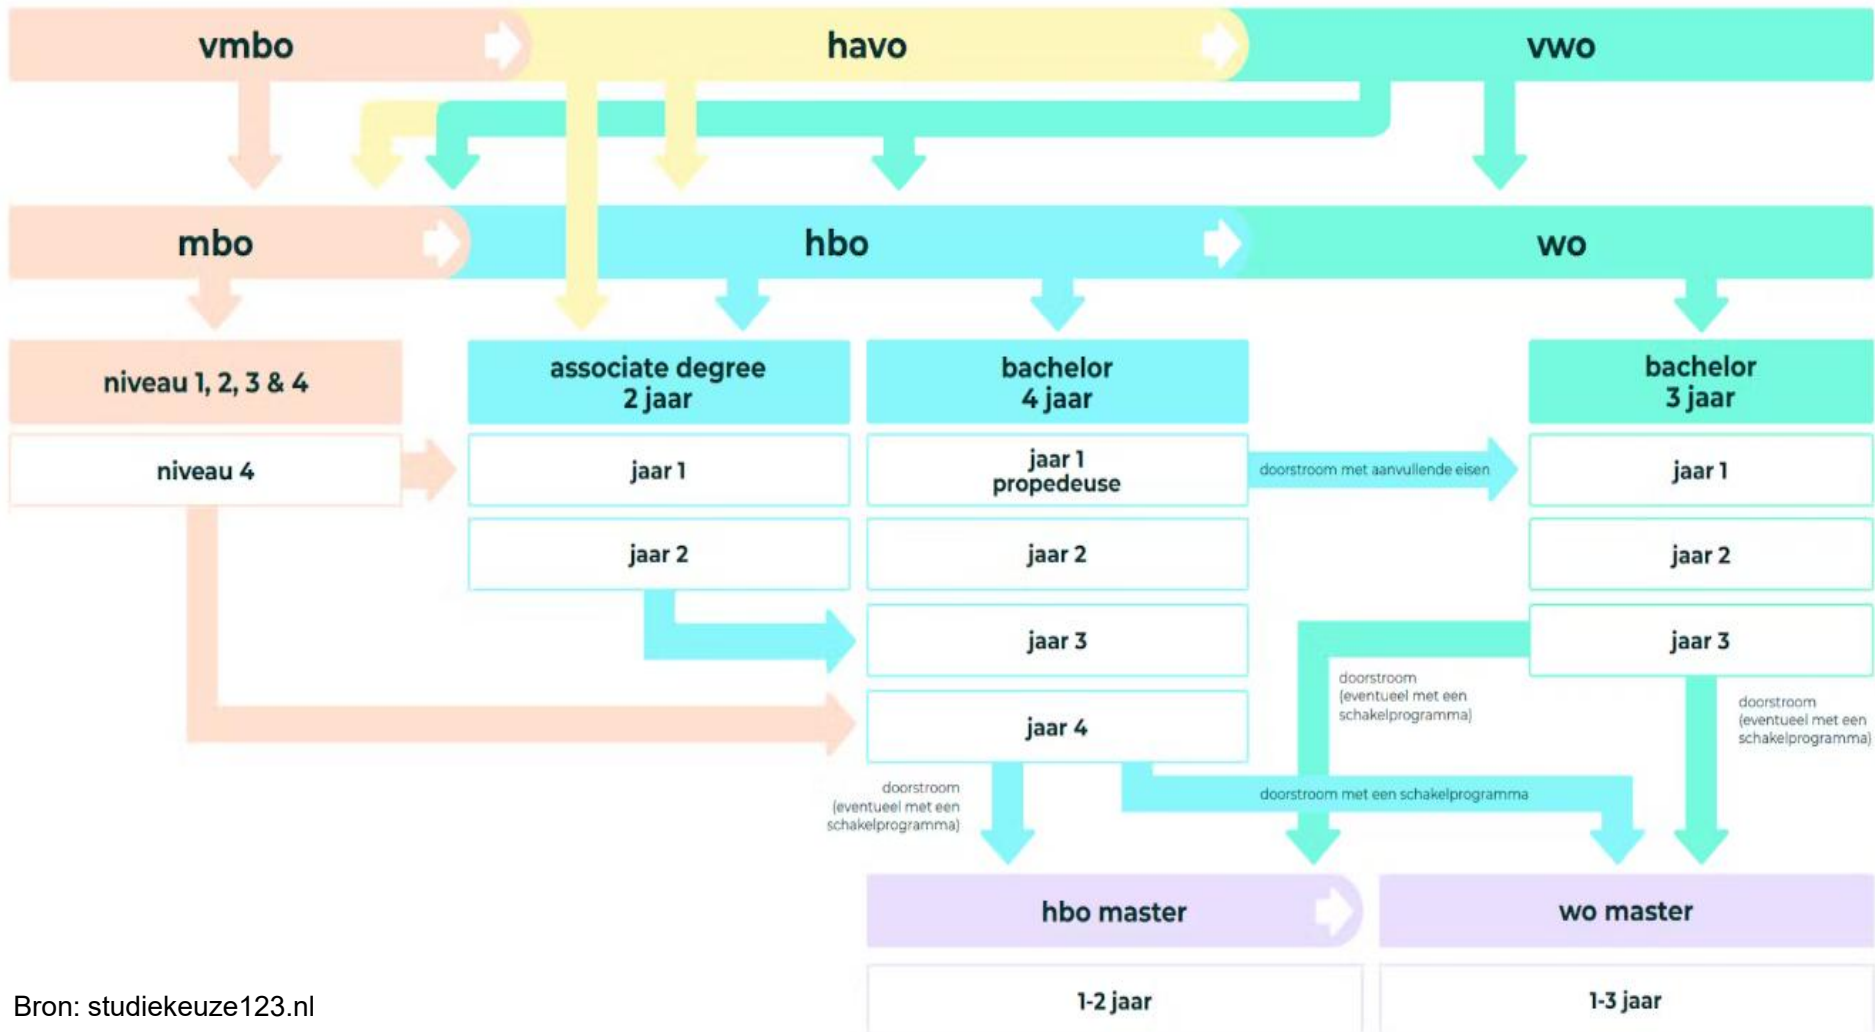 vmbo
havo
vwo
mbo
hbo
wo
niveau 1, 2, 3 & 4
associate degree
2 jaar
bachelor
4 jaar
bachelor
3 jaar
niveau 4
jaar 1
jaar 1
propedeuse
doorstroom met aanvullende eisen
jaar 1
jaar 2
jaar 2
jaar 2
jaar 3
jaar 3
doorstroom
(eventueel met een
schakelprogramma)
doorstroom
(eventueel met een
schakelprogramma)
jaar 4
doorstroom
(eventueel met een
schakelprogramma)
doorstroom met een schakelprogramma
hbo master
wo master
1-2 jaar
1-3 jaar
Bron: studiekeuze123.nl